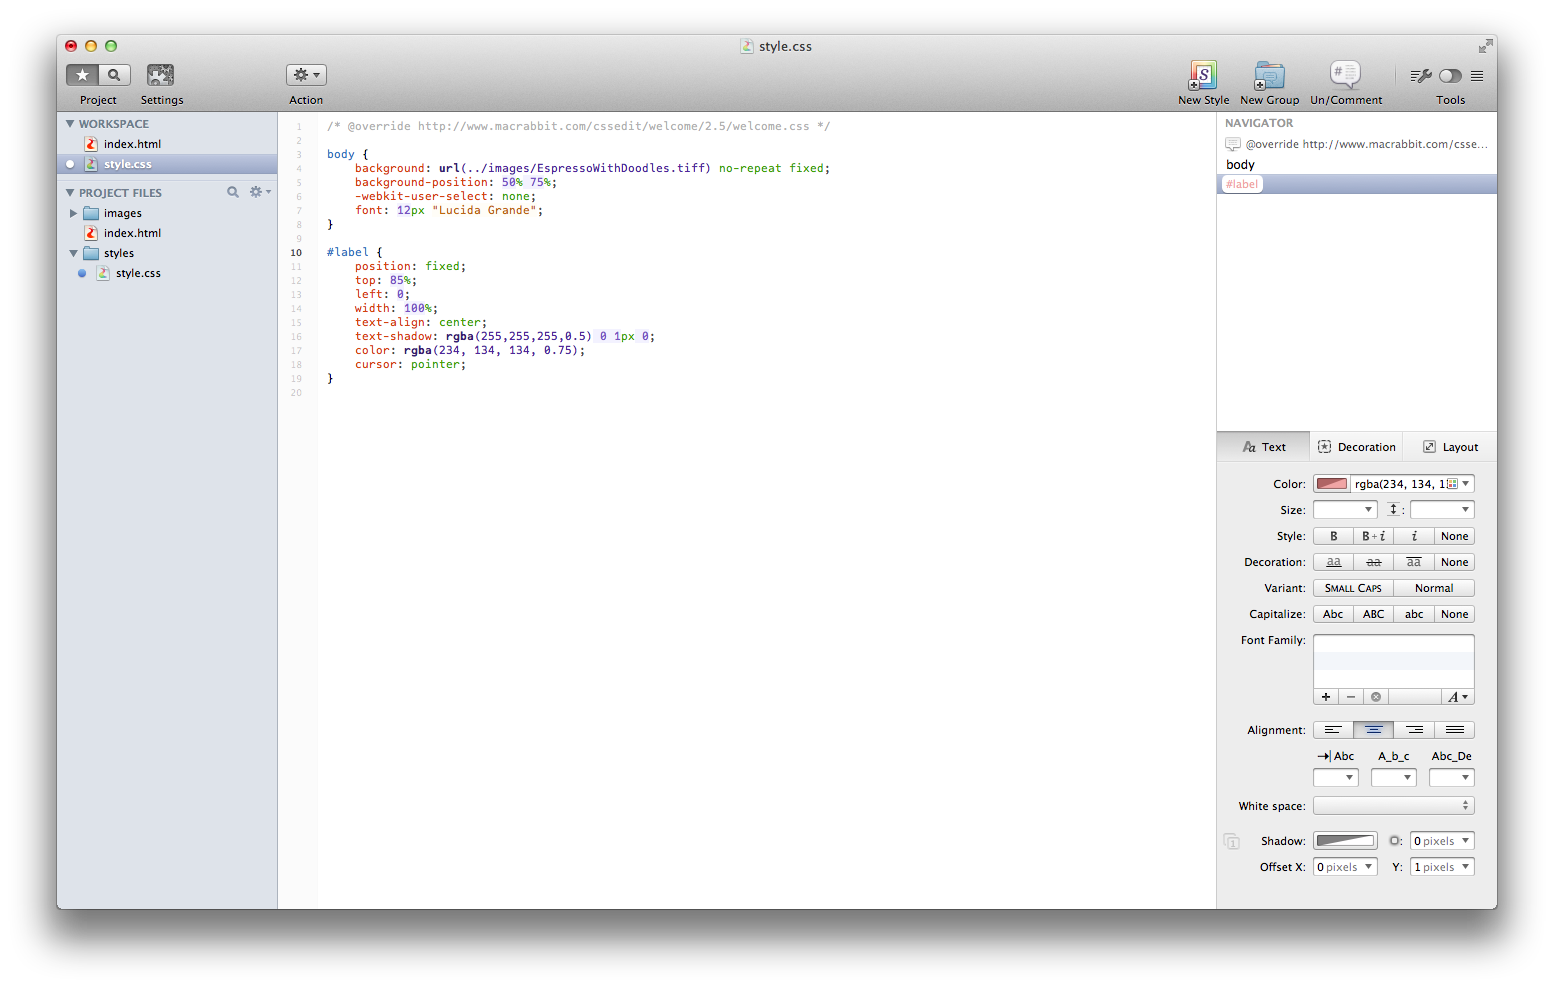 style.css
Project
Settings
Action
New Style
New Group
Un/Comment
Tools
WORKSPACE
index.html
style.css
PROJECT FILES
images
index.html
styles
style.css
1 /* @override http://www.macrabbit.com/cssedit/welcome/2.5/welcome.css */
2
3 body {
4 background: url(../images/EspressoWithDoodles.tiff) no-repeat fixed;
5 background-position: 50% 75%;
6 -webkit-user-select: none;
7 font: 12px "Lucida Grande";
8 }
9
10 #label {
11 position: fixed;
12 top: 85%;
13 left: 0;
14 width: 100%;
15 text-align: center;
16 text-shadow: rgba(255,255,255,0.5) 0 1px 0;
17 color: rgba(234, 134, 134, 0.75);
18 cursor: pointer;
19 }
20
NAVIGATOR
@override http://www.macrabbit.com/csse...
body
#label
Text
Decoration
Layout
Color: rgba(234, 134, 1
Size: :
Style: B B+i i None
Decoration: aa aa aa None
Variant: SMALL CAPS Normal
Capitalize: Abc ABC abc None
Font Family:
+ − A
Alignment:
Abc A_b_c Abc_De
White space:
1 Shadow: : 0 pixels
Offset X: 0 pixels Y: 1 pixels